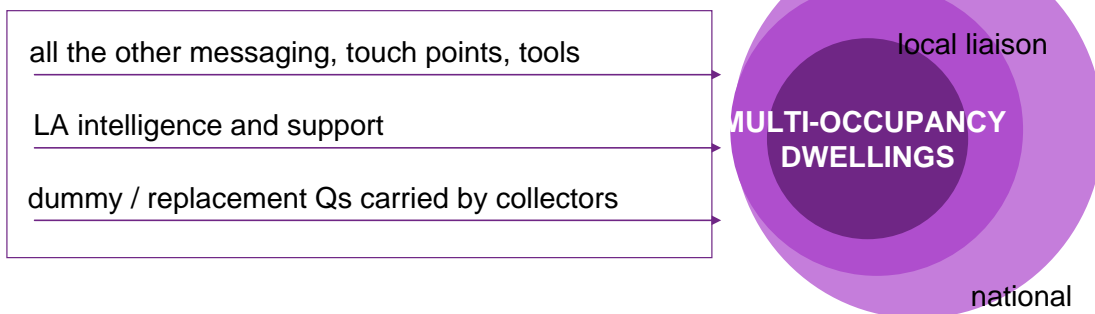 all the other messaging, touch points, tools
LA intelligence and support
dummy / replacement Qs carried by collectors
local liaison
MULTI-OCCUPANCY
DWELLINGS
national